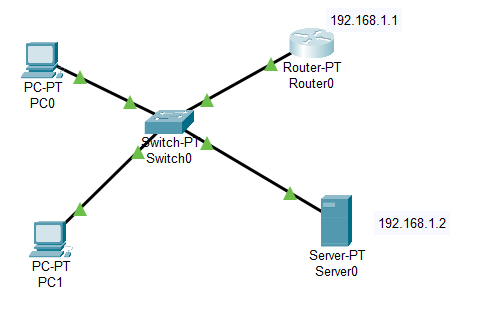 192.168.1.1
Router-PT
Router0
PC-PT
PC0
Switch-PT
Switch0
192.168.1.2
Server-PT
Server0
PC-PT
PC1